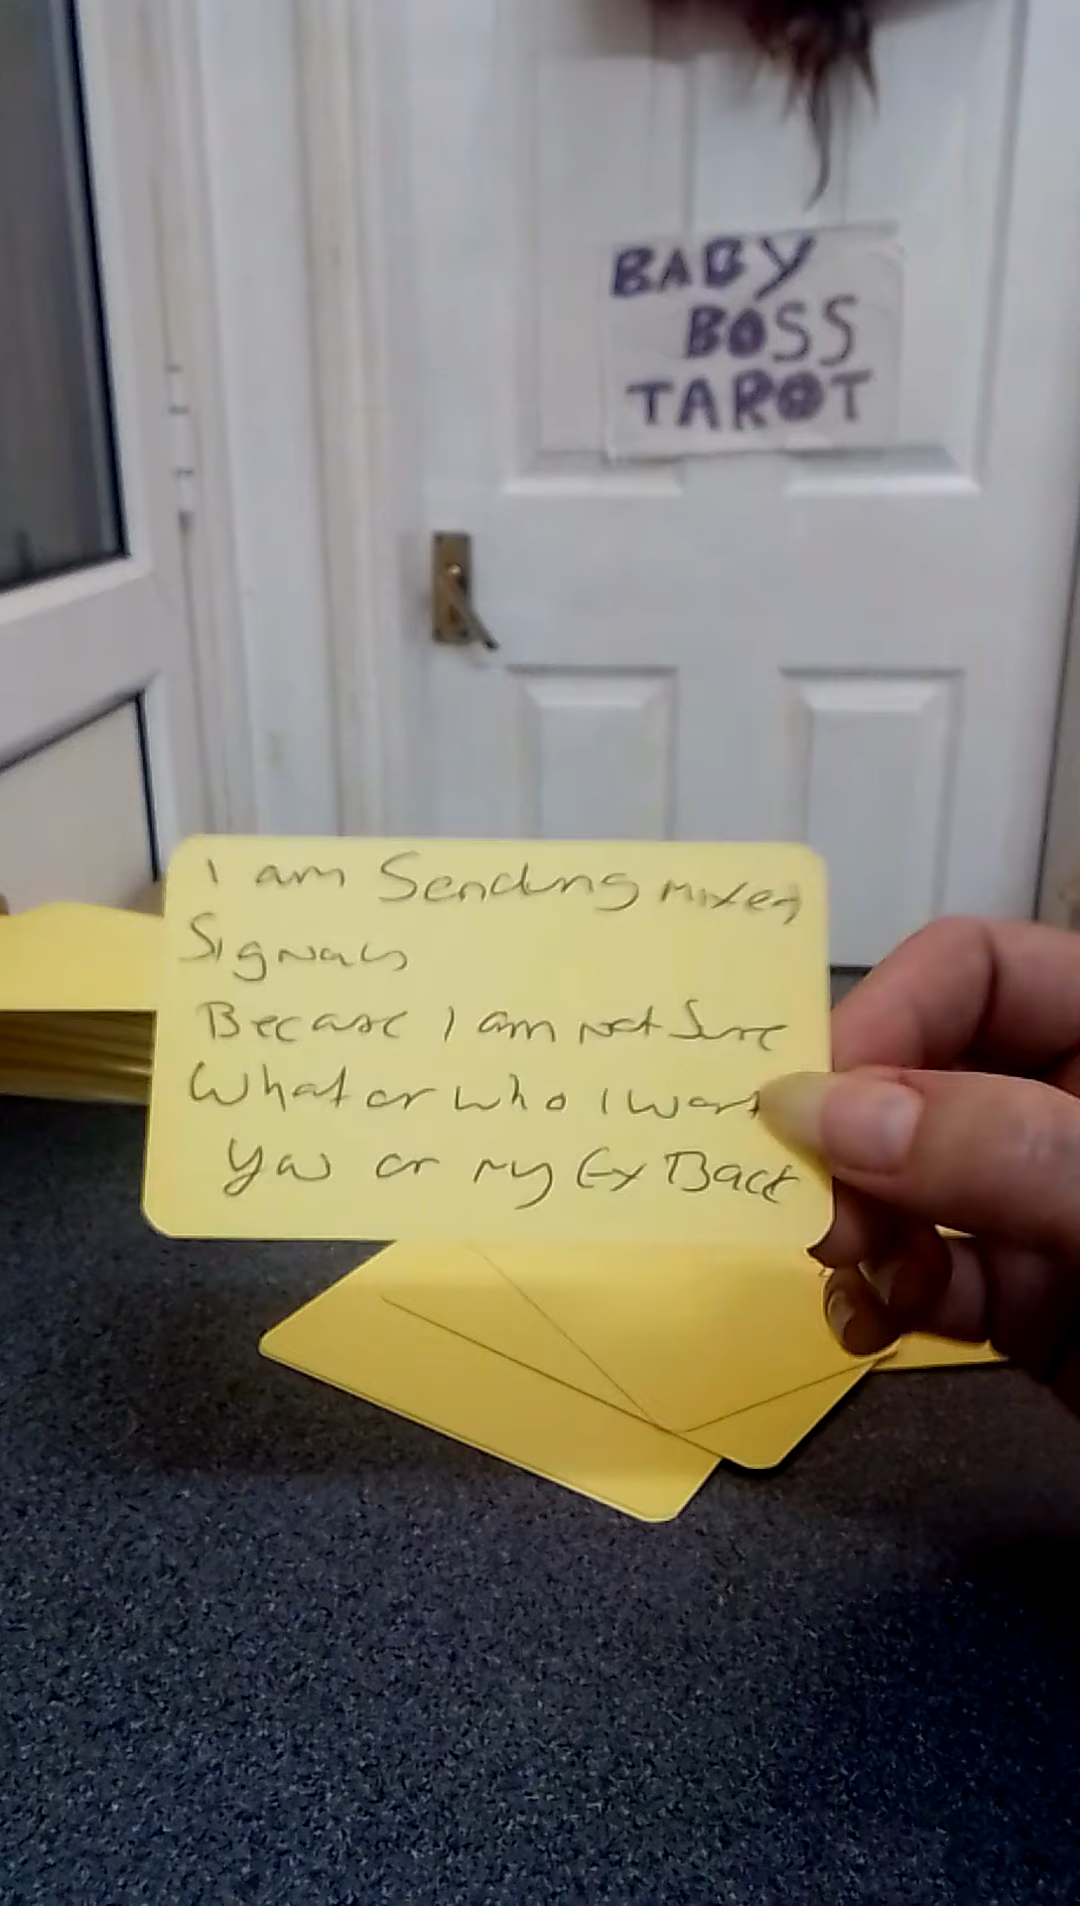 BABY
BOSS
TAROT
I am Sending mixed
Signals
Because I am not Sure
What or who I want
You or my Ex Back